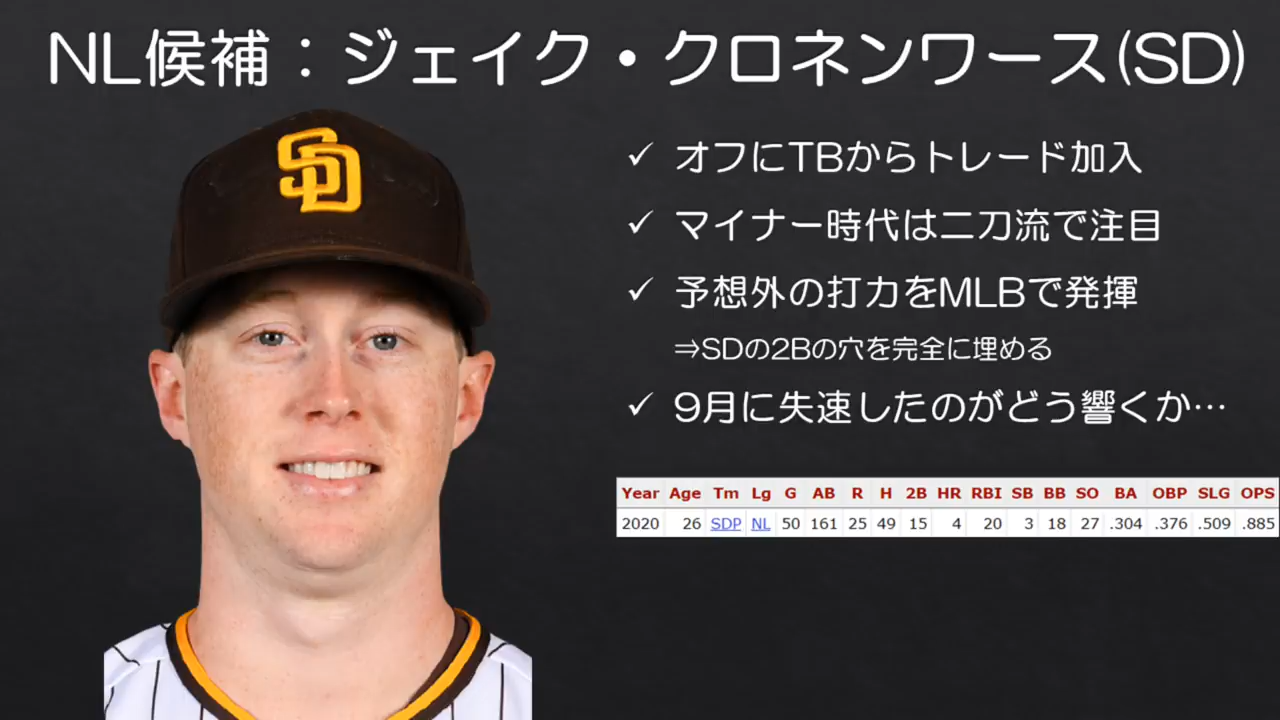 NL候補：ジェイク・クロネンワース(SD)
SD
✓ オフにTBからトレード加入
✓ マイナー時代は二刀流で注目
✓ 予想外の打力をMLBで発揮
⇒SDの2Bの穴を完全に埋める
✓ 9月に失速したのがどう響くか…
Year Age Tm Lg G AB R H 2B HR RBI SB BB SO BA OBP SLG OPS
2020 26 SDP NL 50 161 25 49 15 4 20 3 18 27 .304 .376 .509 .885